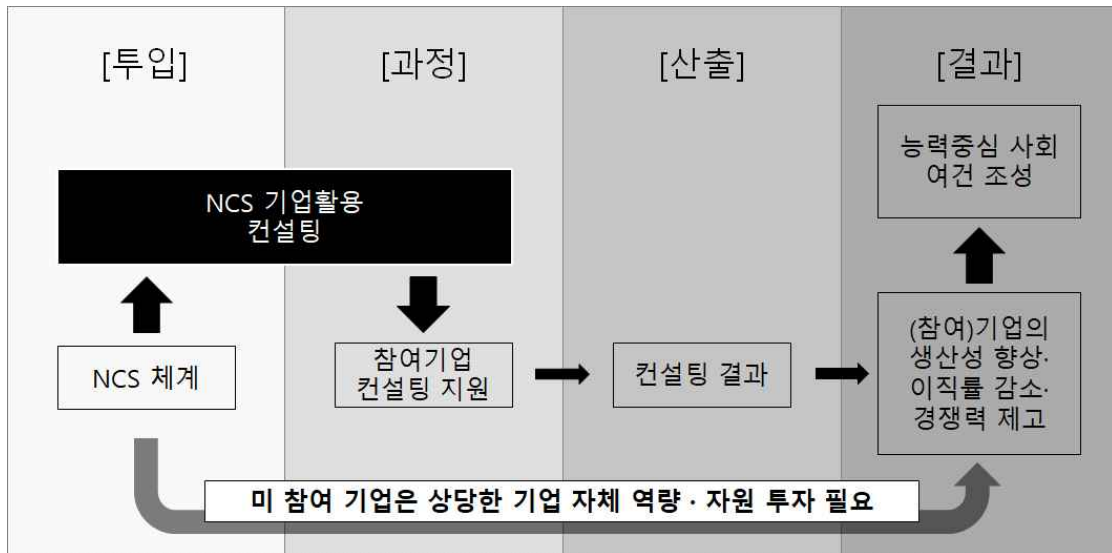 [투입]
[과정]
[산출]
[결과]
NCS 기업활용
컨설팅
NCS 체계
참여기업
컨설팅 지원
컨설팅 결과
(참여)기업의
생산성 향상·
이직률 감소·
경쟁력 제고
능력중심 사회
여건 조성
미 참여 기업은 상당한 기업 자체 역량 · 자원 투자 필요